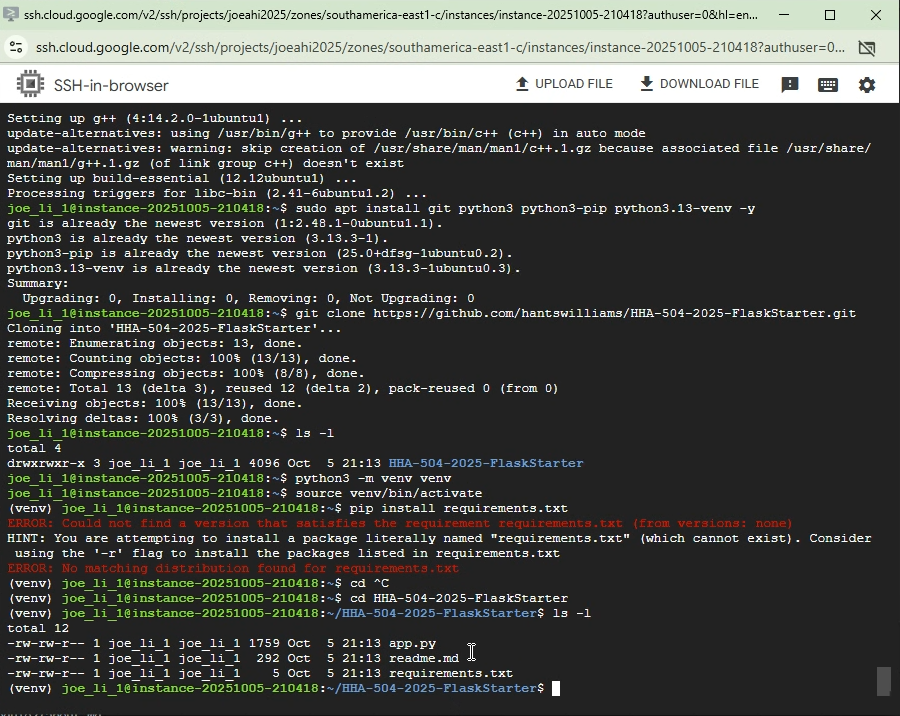 ssh.cloud.google.com/v2/ssh/projects/joeahi2025/zones/southamerica-east1-c/instances/instance-20251005-210418?authuser=0&hl=en...
ssh.cloud.google.com/v2/ssh/projects/joeahi2025/zones/southamerica-east1-c/instances/instance-20251005-210418?authuser=0...
SSH-in-browser
UPLOAD FILE
DOWNLOAD FILE
Setting up g++ (4:14.2.0-1ubuntu1) ...
update-alternatives: using /usr/bin/g++ to provide /usr/bin/c++ (c++) in auto mode
update-alternatives: warning: skip creation of /usr/share/man/man1/c++.1.gz because associated file /usr/share/
man/man1/g++.1.gz (of link group c++) doesn't exist
Setting up build-essential (12.12ubuntu1) ...
Processing triggers for libc-bin (2.41-6ubuntu1.2) ...
joe_li_1@instance-20251005-210418:~$ sudo apt install git python3 python3-pip python3.13-venv -y
git is already the newest version (1:2.48.1-0ubuntu1.1).
python3 is already the newest version (3.13.3-1).
python3-pip is already the newest version (25.0+dfsg-1ubuntu0.2).
python3.13-venv is already the newest version (3.13.3-1ubuntu0.3).
Summary:
  Upgrading: 0, Installing: 0, Removing: 0, Not Upgrading: 0
joe_li_1@instance-20251005-210418:~$ git clone https://github.com/hantswilliams/HHA-504-2025-FlaskStarter.git
Cloning into 'HHA-504-2025-FlaskStarter'...
remote: Enumerating objects: 13, done.
remote: Counting objects: 100% (13/13), done.
remote: Compressing objects: 100% (8/8), done.
remote: Total 13 (delta 3), reused 12 (delta 2), pack-reused 0 (from 0)
Receiving objects: 100% (13/13), done.
Resolving deltas: 100% (3/3), done.
joe_li_1@instance-20251005-210418:~$ ls -l
total 4
drwxrwxr-x 3 joe_li_1 joe_li_1 4096 Oct  5 21:13 HHA-504-2025-FlaskStarter
joe_li_1@instance-20251005-210418:~$ python3 -m venv venv
joe_li_1@instance-20251005-210418:~$ source venv/bin/activate
(venv) joe_li_1@instance-20251005-210418:~$ pip install requirements.txt
ERROR: Could not find a version that satisfies the requirement requirements.txt (from versions: none)
HINT: You are attempting to install a package literally named "requirements.txt" (which cannot exist). Consider
 using the '-r' flag to install the packages listed in requirements.txt
ERROR: No matching distribution found for requirements.txt
(venv) joe_li_1@instance-20251005-210418:~$ cd ^C
(venv) joe_li_1@instance-20251005-210418:~$ cd HHA-504-2025-FlaskStarter
(venv) joe_li_1@instance-20251005-210418:~/HHA-504-2025-FlaskStarter$ ls -l
total 12
-rw-rw-r-- 1 joe_li_1 joe_li_1 1759 Oct  5 21:13 app.py
-rw-rw-r-- 1 joe_li_1 joe_li_1  292 Oct  5 21:13 readme.md
-rw-rw-r-- 1 joe_li_1 joe_li_1    5 Oct  5 21:13 requirements.txt
(venv) joe_li_1@instance-20251005-210418:~/HHA-504-2025-FlaskStarter$